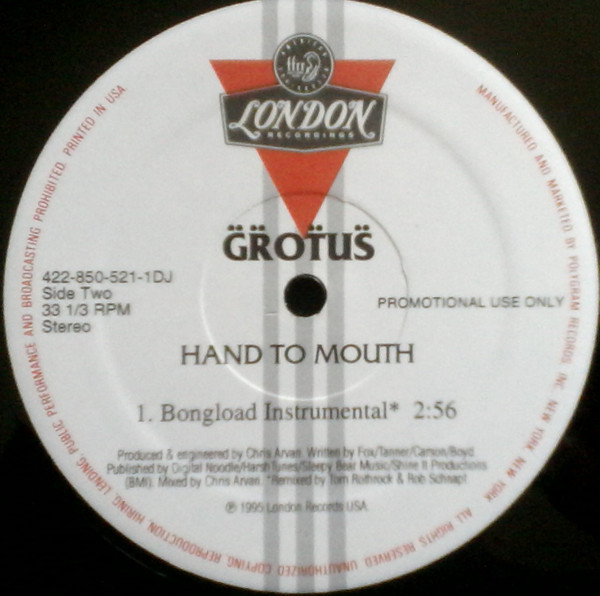 ffrr
LONDON
RECORDINGS
G̈R̈OẗÜS̈
422-850-521-1DJ
Side Two
33 1/3 RPM
Stereo
PROMOTIONAL USE ONLY
HAND TO MOUTH
1. Bongload Instrumental* 2:56
Produced & engineered by Chris Arvan. Written by Fox/Tanner/Carson/Boyd
Published by Digital Noodle/Harsh Tunes/Sleepy Bear Music/Shine It Productions
(BMI). Mixed by Chris Arvan. *Remixed by Tom Rothrock & Rob Schnapf
℗ 1995 London Records USA
MANUFACTURED AND MARKETED BY POLYGRAM RECORDS, INC. NEW YORK, NEW YORK ALL RIGHTS RESERVED. UNAUTHORIZED COPYING, REPRODUCTION, HIRING, LENDING, PUBLIC PERFORMANCE AND BROADCASTING PROHIBITED. PRINTED IN USA